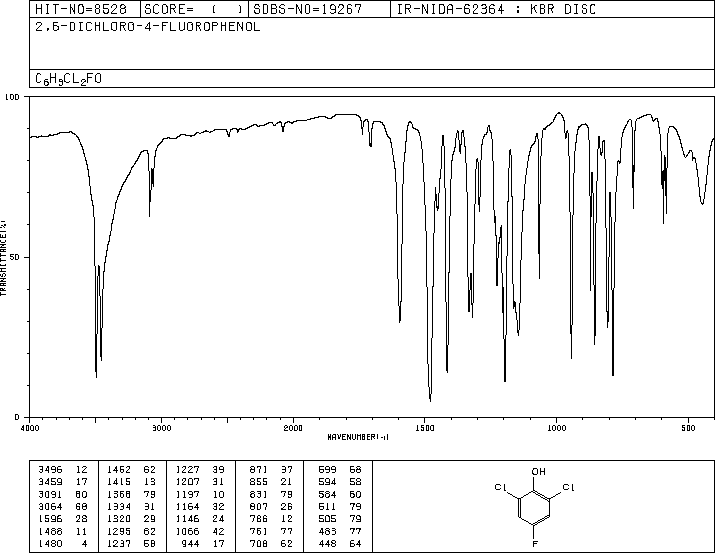 HIT-NO=8528 SCORE= ( ) SDBS-NO=19267 IR-NIDA-62364 : KBR DISC
2,6-DICHLORO-4-FLUOROPHENOL
C6H3CL2FO
100
50
0
TRANSMITTANCE(%)
4000 3000 2000 1500 1000 500
WAVENUMBER(-1)
3496 12 1462 62 1227 39 871 37 699 68
3459 17 1415 13 1207 31 855 21 594 58
3091 60 1368 79 1197 10 831 79 584 60
3064 68 1334 31 1164 32 807 26 511 79
1596 28 1320 29 1146 24 786 12 505 79
1488 11 1295 62 1066 42 761 77 483 77
1480 4 1237 68 944 17 708 62 448 64
OH
Cl Cl
F